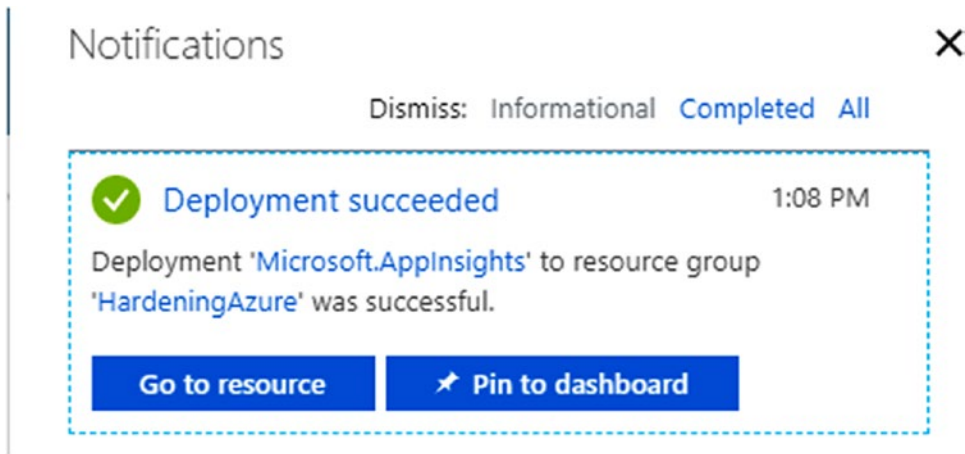 Notifications
Dismiss: Informational Completed All
Deployment succeeded 1:08 PM
Deployment 'Microsoft.AppInsights' to resource group
'HardeningAzure' was successful.
Go to resource Pin to dashboard